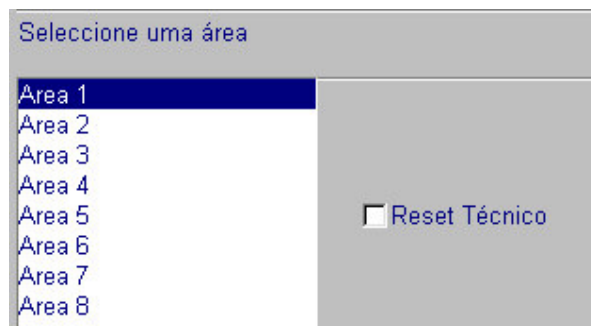 Seleccione uma área
Area 1
Area 2
Area 3
Area 4
Area 5
Reset Técnico
Area 6
Area 7
Area 8